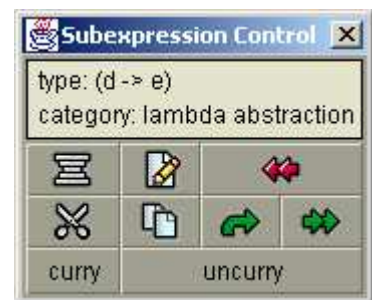 Subexpression Control
type: (d -> e)
category: lambda abstraction
curry uncurry